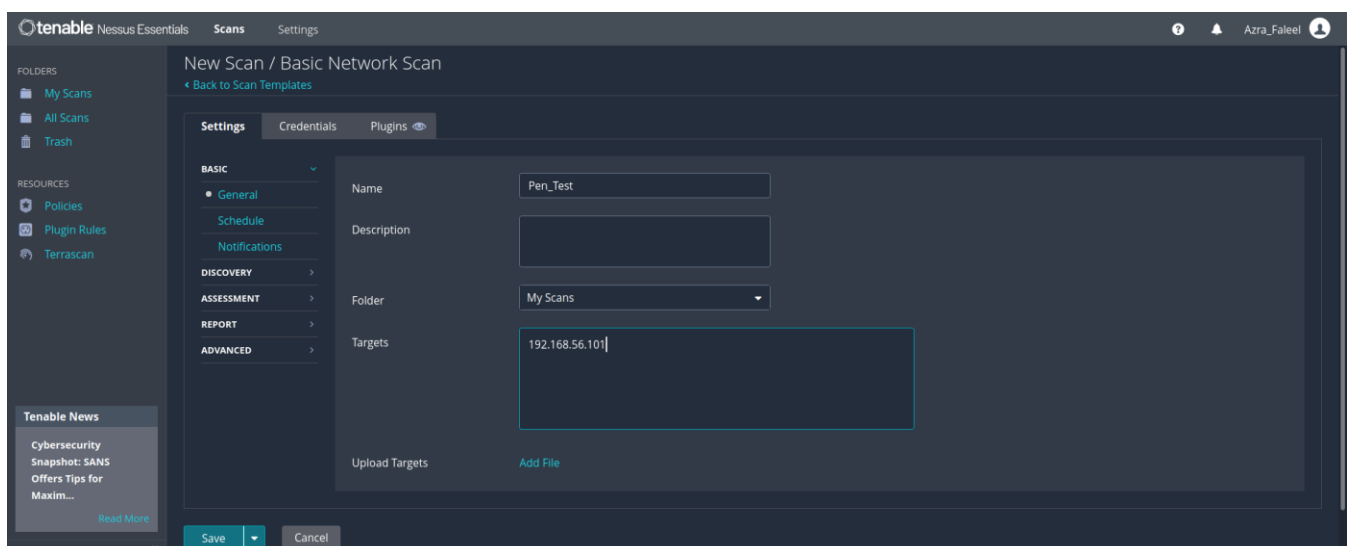 tenable Nessus Essentials Scans Settings Azra_Faleel
FOLDERS
My Scans
All Scans
Trash
RESOURCES
Policies
Plugin Rules
Terrascan
Tenable News
Cybersecurity
Snapshot: SANS
Offers Tips for
Maxim...
Read More
New Scan / Basic Network Scan
Back to Scan Templates
Settings Credentials Plugins
BASIC
General
Schedule
Notifications
DISCOVERY
ASSESSMENT
REPORT
ADVANCED
Name Pen_Test
Description
Folder My Scans
Targets 192.168.56.101
Upload Targets Add File
Save Cancel